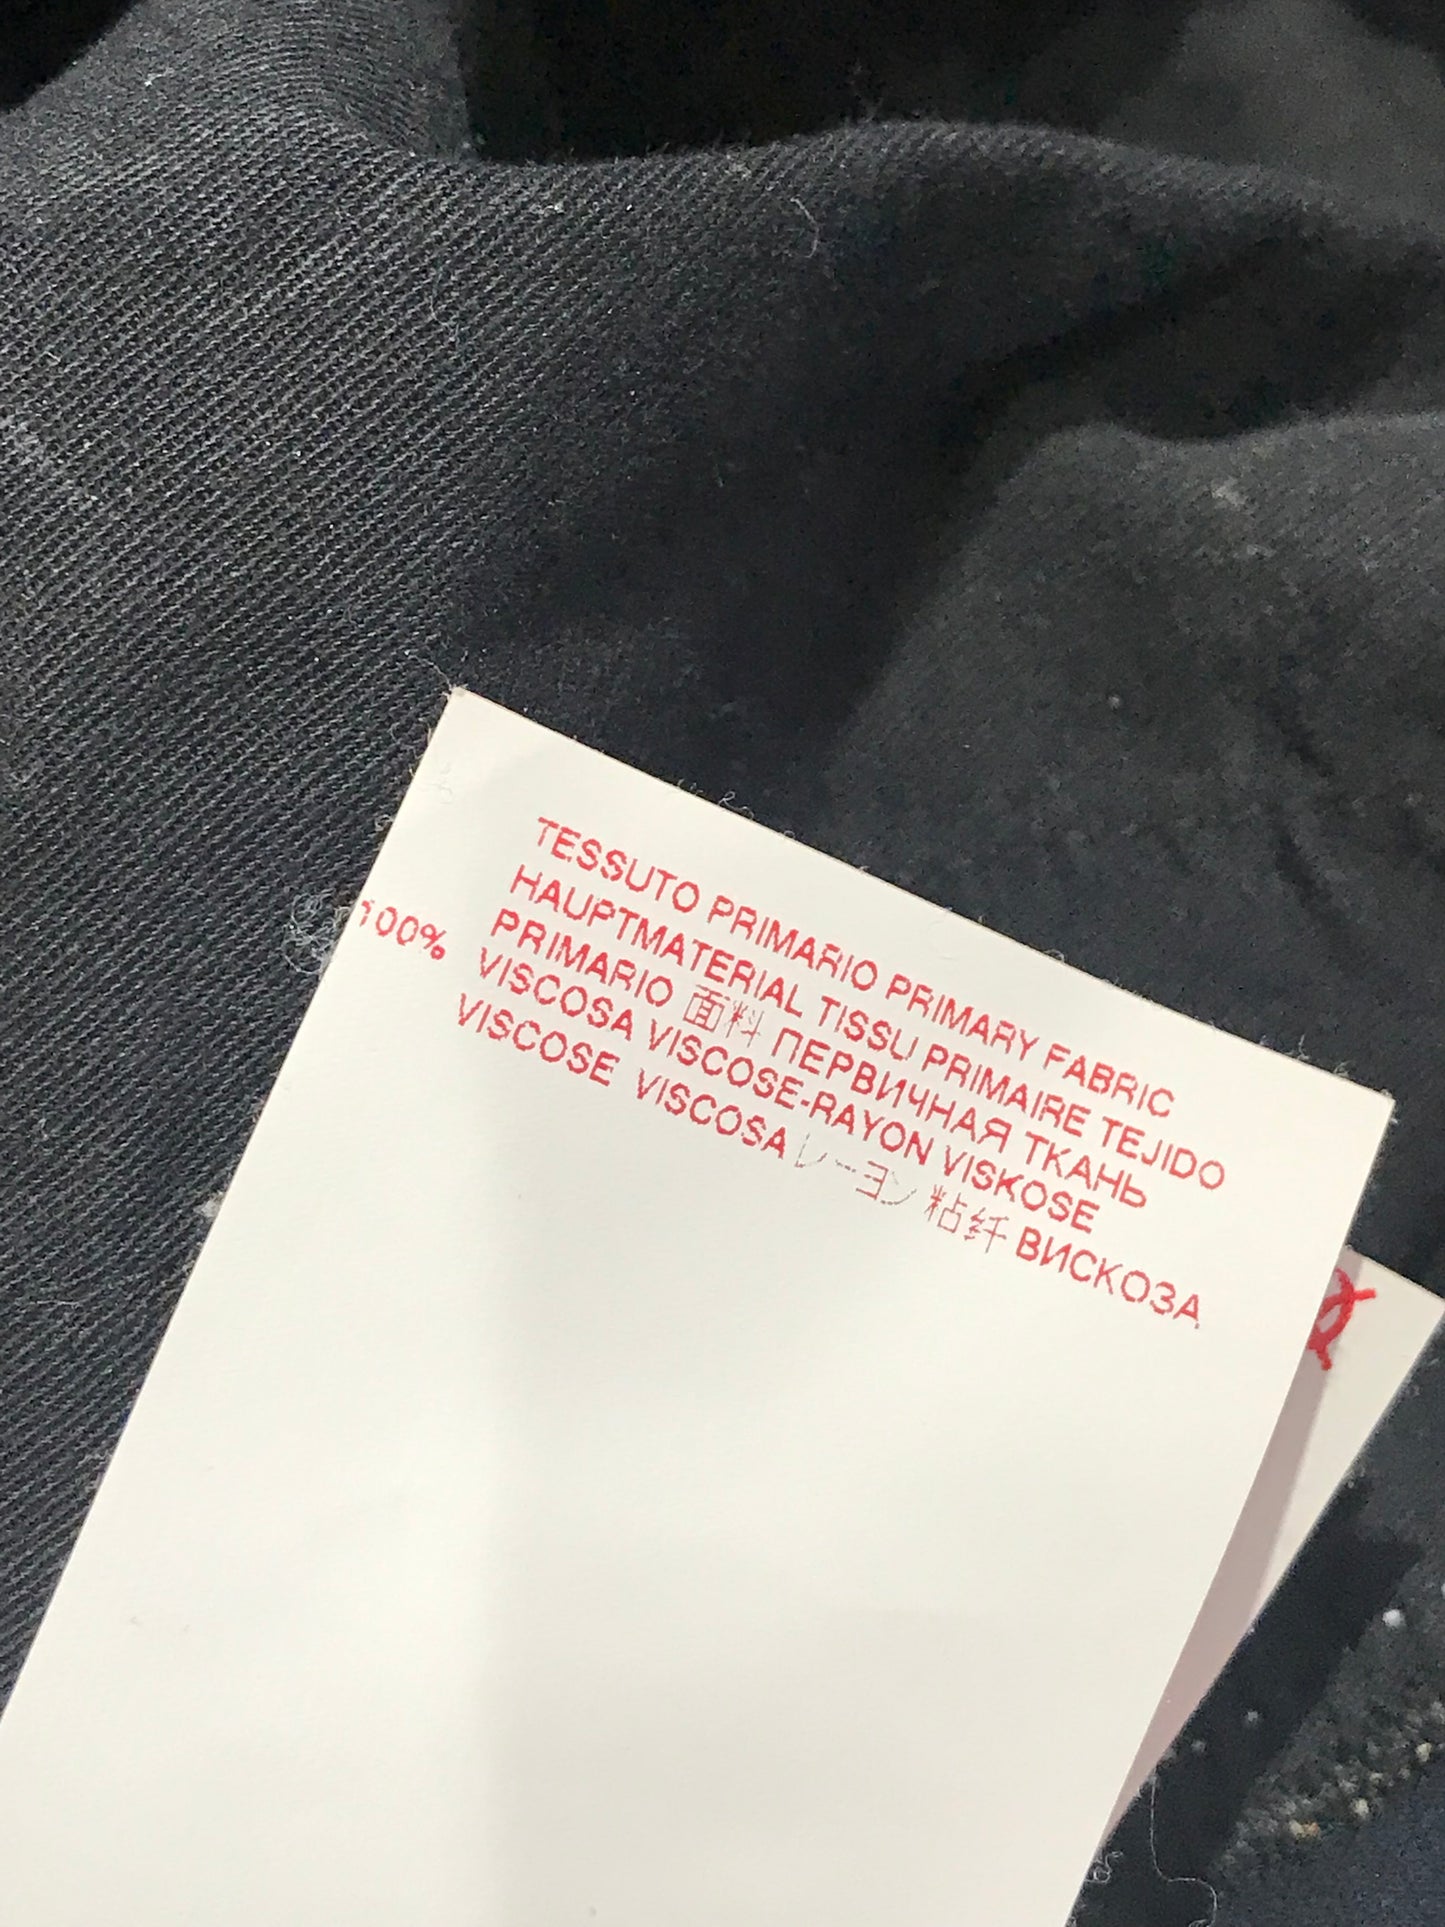 TESSUTO PRIMARIO PRIMARY FABRIC
HAUPTMATERIAL TISSU PRIMAIRE TEJIDO
PRIMARIO 面料 ПЕРВИЧНАЯ ТКАНЬ
100% VISCOSA VISCOSE-RAYON VISKOSE
VISCOSE VISCOSA レーヨン 粘纤 ВИСКОЗА